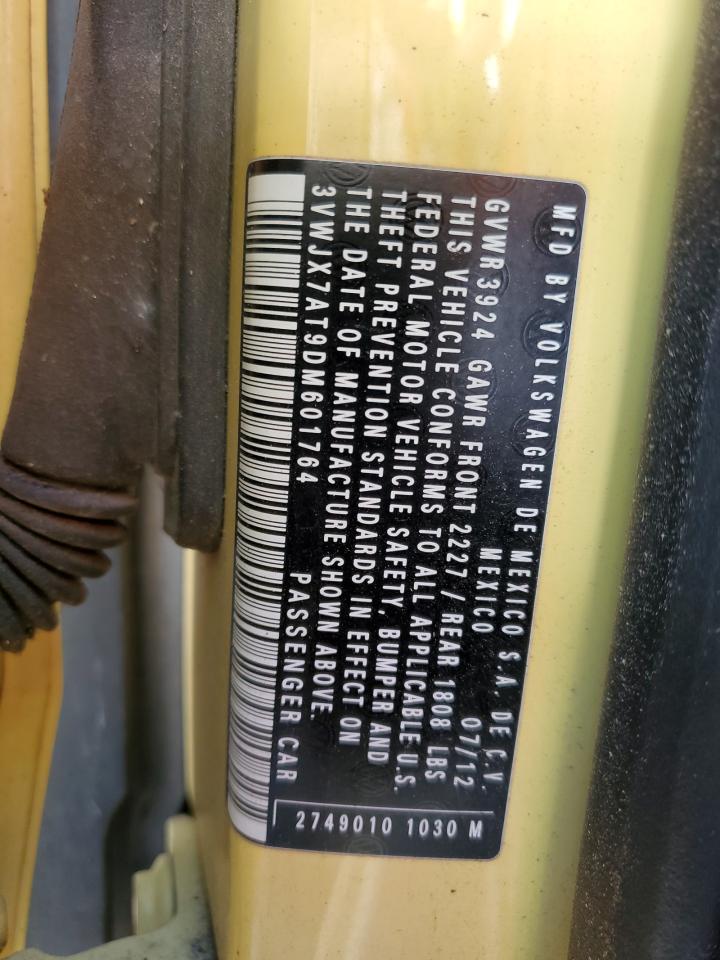 MFD BY VOLKSWAGEN DE MEXICO S.A. DE C.V.
MEXICO 07/12
GVWR 3924 GAWR FRONT 2227 / REAR 1808 LBS
THIS VEHICLE CONFORMS TO ALL APPLICABLE U.S.
FEDERAL MOTOR VEHICLE SAFETY, BUMPER AND
THEFT PREVENTION STANDARDS IN EFFECT ON
THE DATE OF MANUFACTURE SHOWN ABOVE.
3VWJX7AT9DM601764 PASSENGER CAR
2749010 1030 M